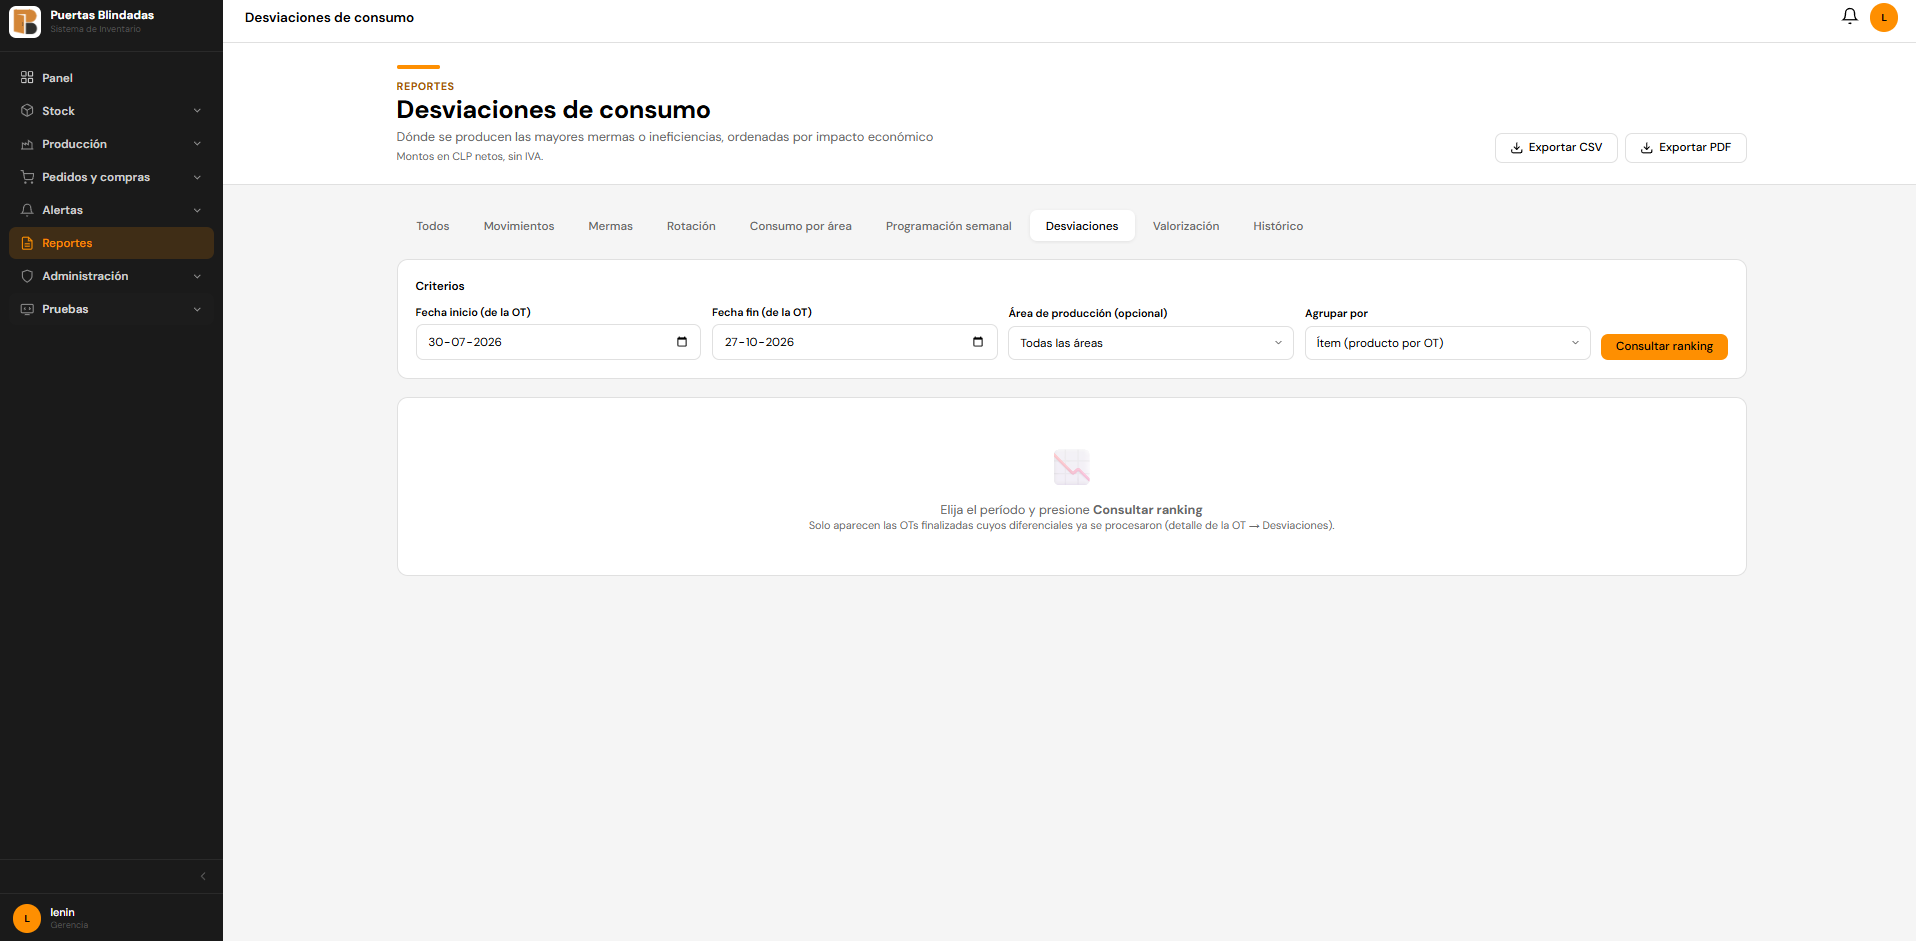 Puertas Blindadas
Sistema de Inventario
Panel
Stock
Producción
Pedidos y compras
Alertas
Reportes
Administración
Pruebas
lenin
Gerencia
L
Desviaciones de consumo
L
REPORTES
Desviaciones de consumo
Dónde se producen las mayores mermas o ineficiencias, ordenadas por impacto económico
Montos en CLP netos, sin IVA.
Exportar CSV
Exportar PDF
Todos
Movimientos
Mermas
Rotación
Consumo por área
Programación semanal
Desviaciones
Valorización
Histórico
Criterios
Fecha inicio (de la OT)
30-07-2026
Fecha fin (de la OT)
27-10-2026
Área de producción (opcional)
Todas las áreas
Agrupar por
Ítem (producto por OT)
Consultar ranking
Elija el período y presione Consultar ranking
Solo aparecen las OTs finalizadas cuyos diferenciales ya se procesaron (detalle de la OT → Desviaciones).